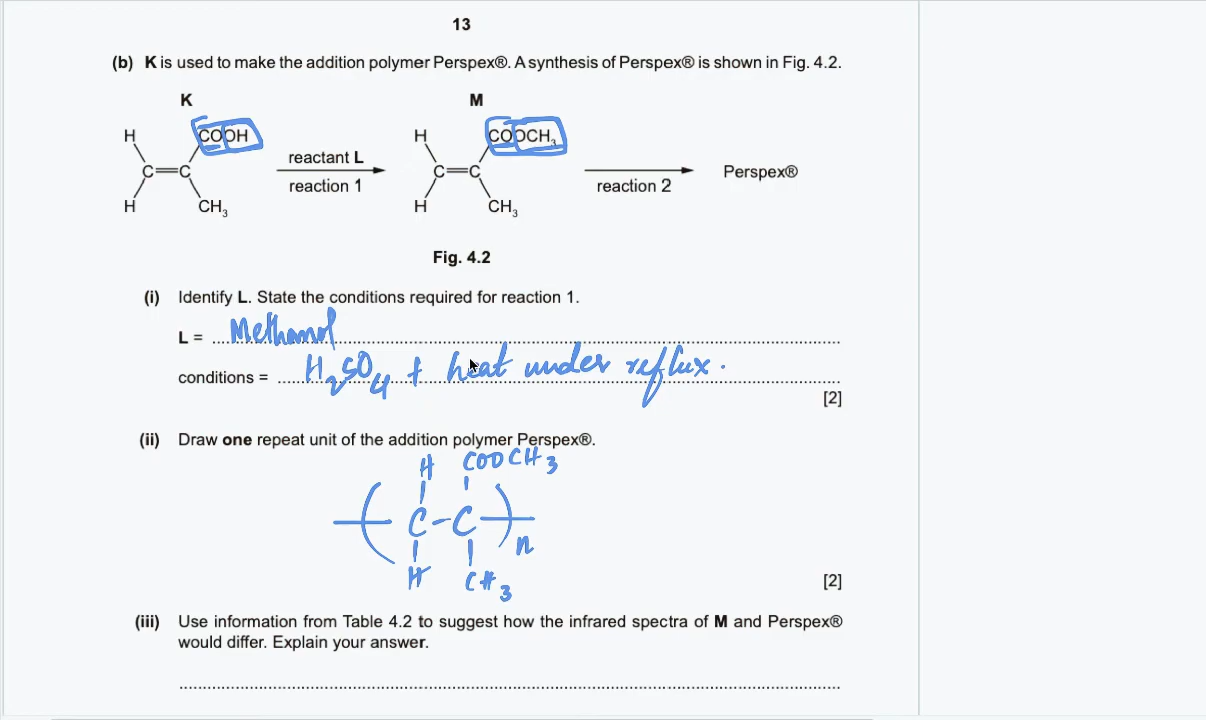 13
(b) K is used to make the addition polymer Perspex®. A synthesis of Perspex® is shown in Fig. 4.2.
K M
H COOH H COOCH₃
reactant L
C=C C=C Perspex®
reaction 1 reaction 2
H CH₃ H CH₃
Fig. 4.2
(i) Identify L. State the conditions required for reaction 1.
L = Methanol
conditions = H₂SO₄ + heat under reflux.
[2]
(ii) Draw one repeat unit of the addition polymer Perspex®.
H COOCH₃
C-C
n
H CH₃
[2]
(iii) Use information from Table 4.2 to suggest how the infrared spectra of M and Perspex®
would differ. Explain your answer.